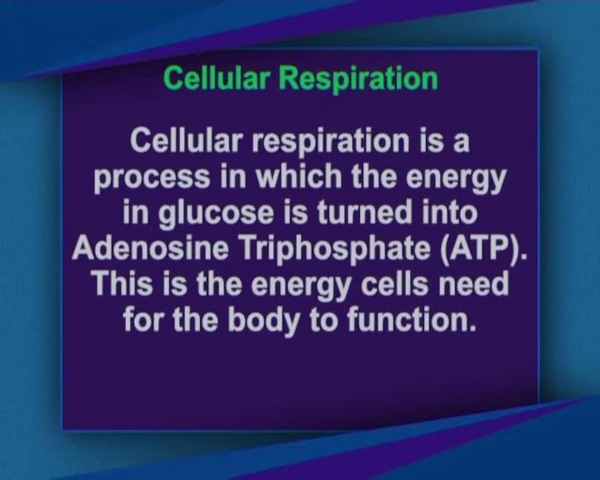 Cellular Respiration
Cellular respiration is a
process in which the energy
in glucose is turned into
Adenosine Triphosphate (ATP).
This is the energy cells need
for the body to function.